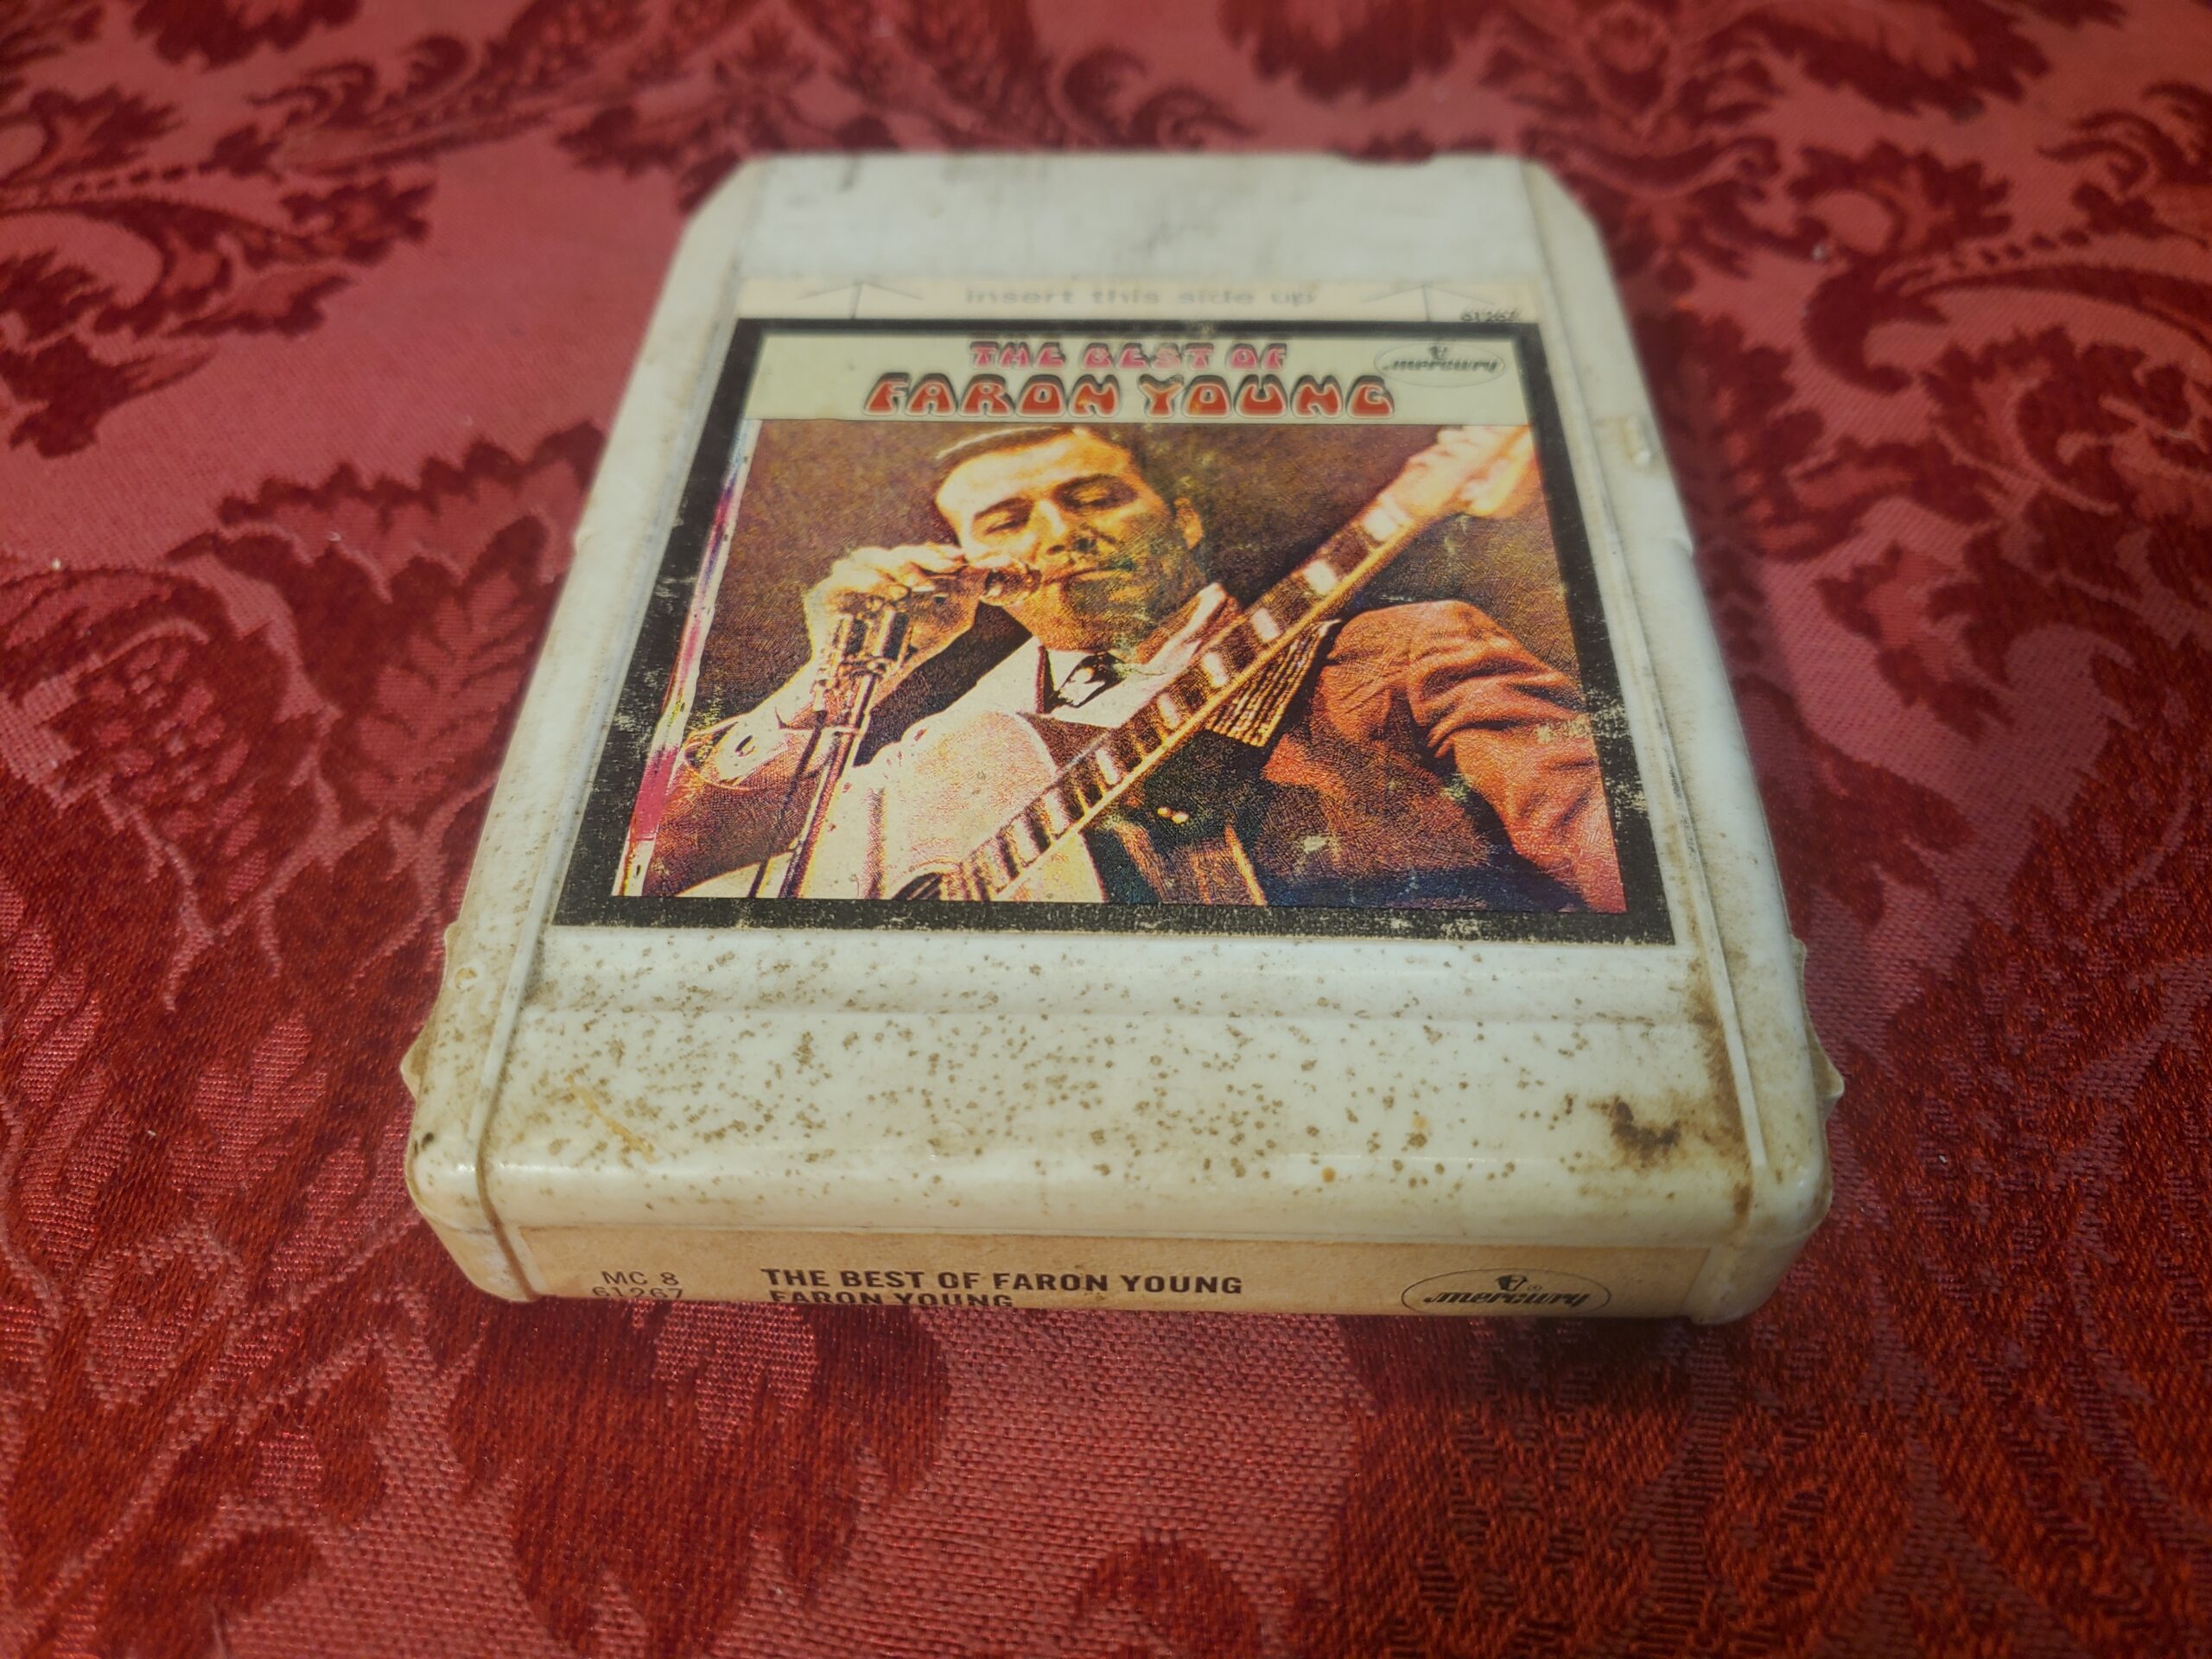 insert this side up
61267
THE BEST OF
FARON YOUNG
mercury
MC 8
61267
THE BEST OF FARON YOUNG
FARON YOUNG
mercury